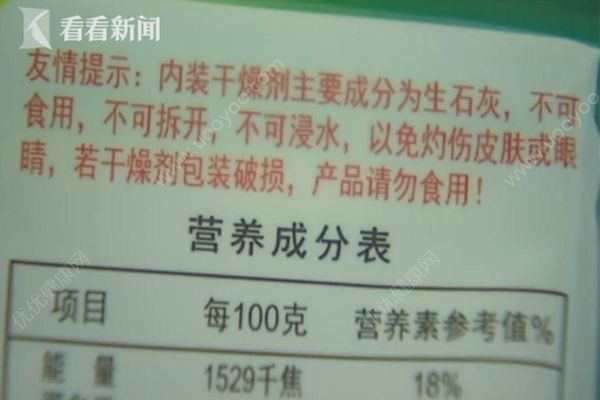 看看新闻
友情提示：内装干燥剂主要成分为生石灰，不可
食用，不可拆开，不可浸水，以免灼伤皮肤或眼
睛，若干燥剂包装破损，产品请勿食用！
营养成分表
项目 每100克 营养素参考值%
能 量 1529千焦 18%